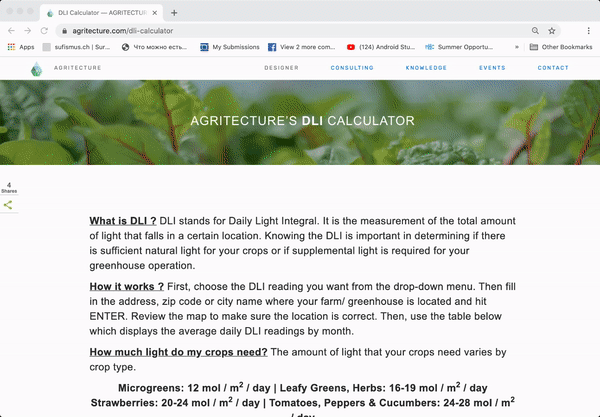 DLI Calculator — AGRITECTURE
agritecture.com/dli-calculator
Apps sufismus.ch | Sur... Что можно есть... My Submissions View 2 more com... (124) Android Stu... Summer Opportu... » Other Bookmarks
AGRITECTURE DESIGNER CONSULTING KNOWLEDGE EVENTS CONTACT
AGRITECTURE'S DLI CALCULATOR
4
Shares
What is DLI ? DLI stands for Daily Light Integral. It is the measurement of the total amount
of light that falls in a certain location. Knowing the DLI is important in determining if there
is sufficient natural light for your crops or if supplemental light is required for your
greenhouse operation.
How it works ? First, choose the DLI reading you want from the drop-down menu. Then fill
in the address, zip code or city name where your farm/ greenhouse is located and hit
ENTER. Review the map to make sure the location is correct. Then, use the table below
which displays the average daily DLI readings by month.
How much light do my crops need? The amount of light that your crops need varies by
crop type.
Microgreens: 12 mol / m² / day | Leafy Greens, Herbs: 16-19 mol / m² / day
Strawberries: 20-24 mol / m² / day | Tomatoes, Peppers & Cucumbers: 24-28 mol / m²
/ day